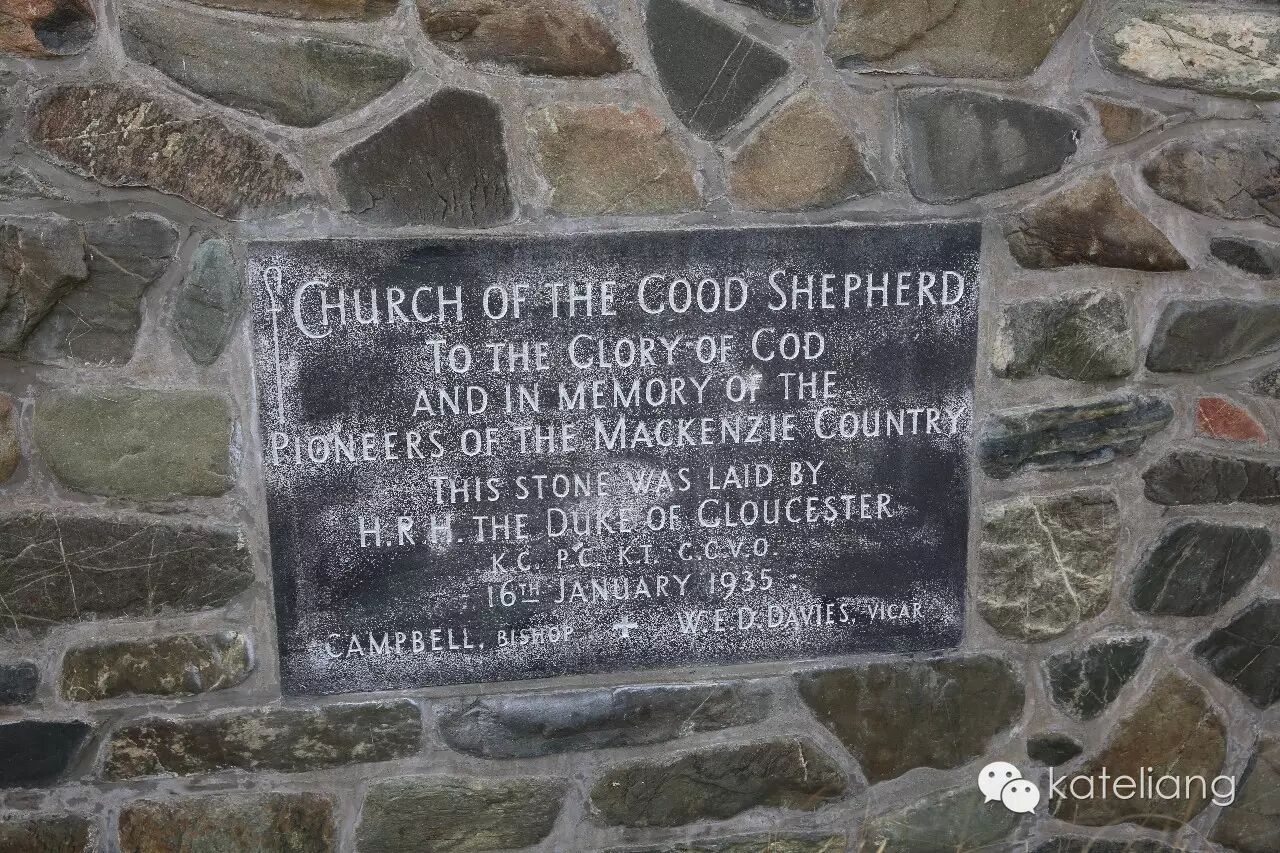 CHURCH OF THE GOOD SHEPHERD
TO THE GLORY OF GOD
AND IN MEMORY OF THE
PIONEERS OF THE MACKENZIE COUNTRY
THIS STONE WAS LAID BY
H.R.H. THE DUKE OF GLOUCESTER
K.G. P.C. K.T. G.C.V.O.
16TH JANUARY 1935
CAMPBELL, BISHOP + W.E.D. DAVIES, VICAR
kateliang